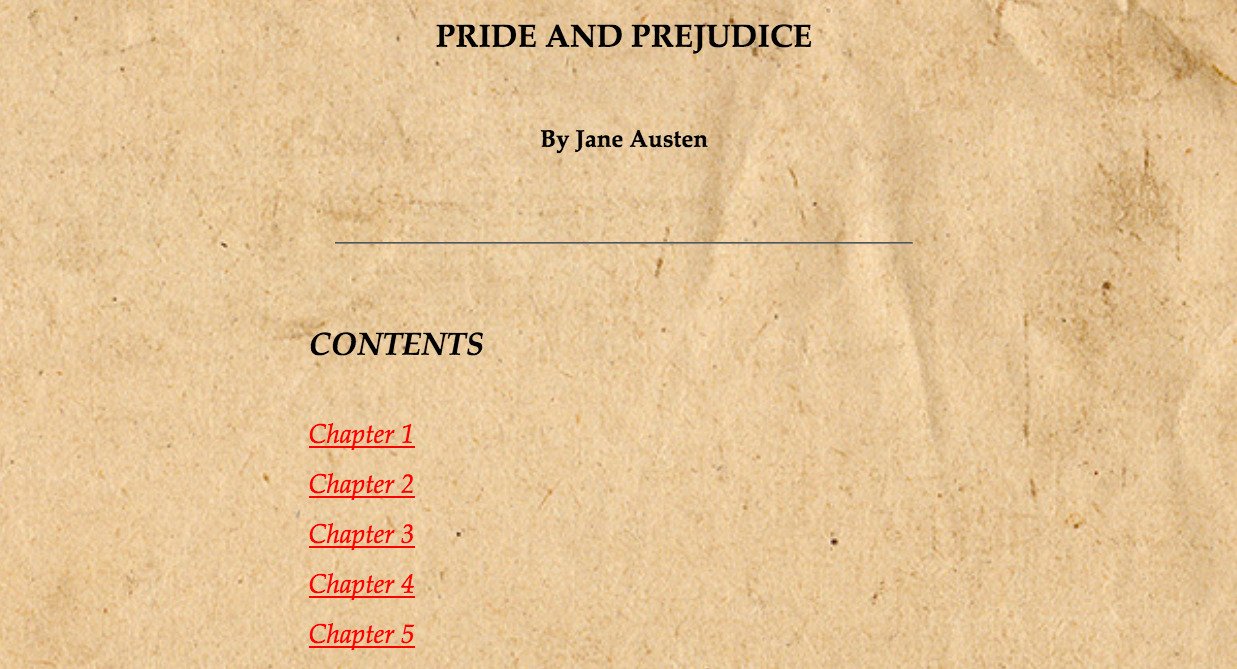 PRIDE AND PREJUDICE
By Jane Austen
CONTENTS
Chapter 1
Chapter 2
Chapter 3
Chapter 4
Chapter 5